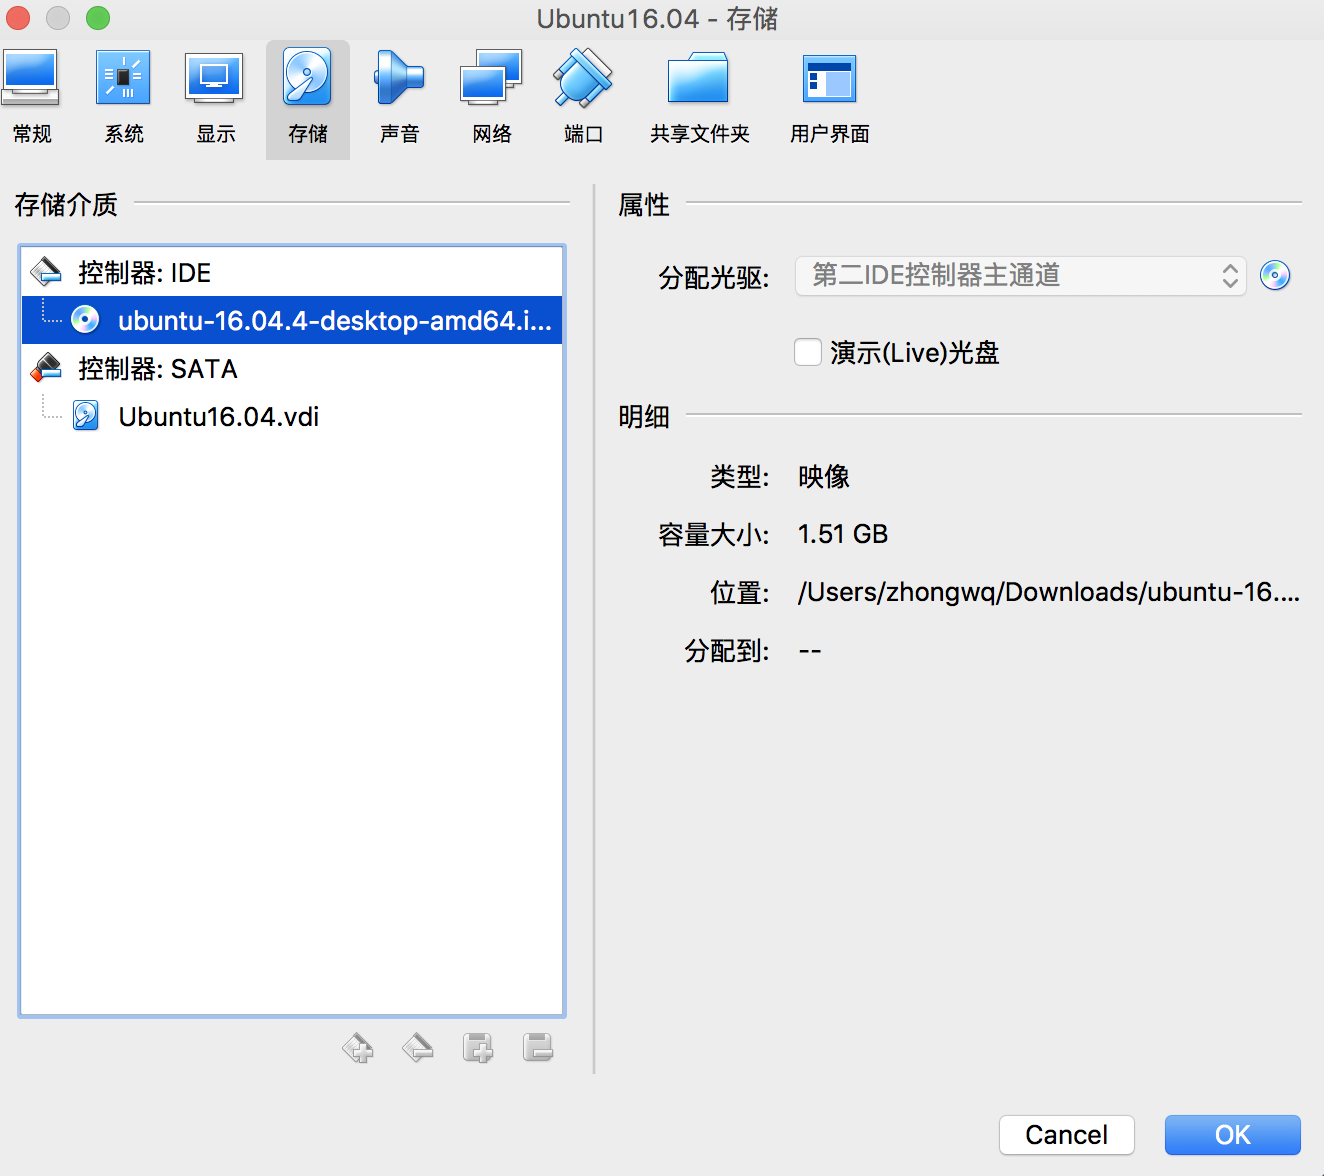 Ubuntu16.04 - 存储
常规 系统 显示 存储 声音 网络 端口 共享文件夹 用户界面
存储介质
控制器: IDE
ubuntu-16.04.4-desktop-amd64.i...
控制器: SATA
Ubuntu16.04.vdi
属性
分配光驱: 第二IDE控制器主通道
演示(Live)光盘
明细
类型: 映像
容量大小: 1.51 GB
位置: /Users/zhongwq/Downloads/ubuntu-16....
分配到: --
Cancel OK